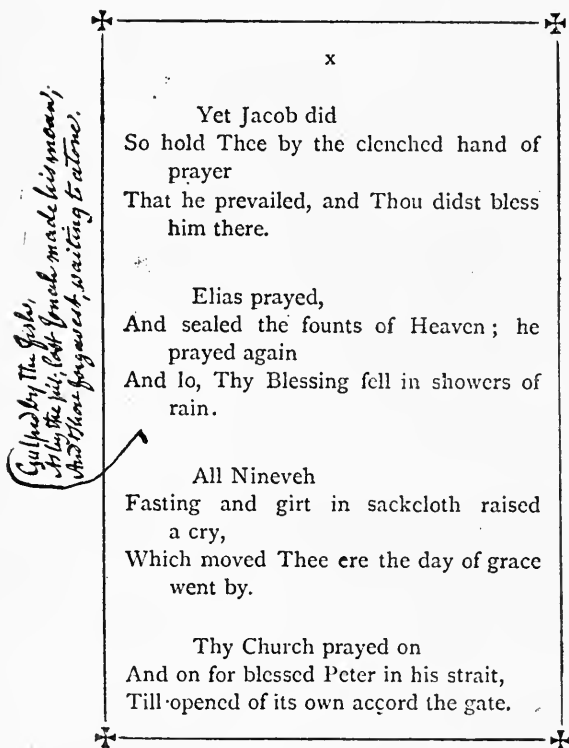 x
Yet Jacob did
So hold Thee by the clenched hand of
prayer
That he prevailed, and Thou didst bless
him there.
Elias prayed,
And sealed the founts of Heaven ; he
prayed again
And lo, Thy Blessing fell in showers of
rain.
Gulped by the fish,
As by the pit, lost Jonah made his moan;
And Thou forgavest, waiting to atone.
All Nineveh
Fasting and girt in sackcloth raised
a cry,
Which moved Thee ere the day of grace
went by.
Thy Church prayed on
And on for blessed Peter in his strait,
Till opened of its own accord the gate.